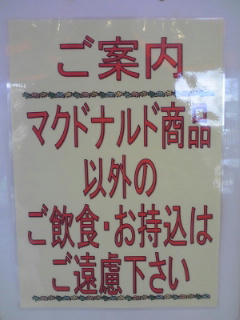 ご案内
マクドナルド商品
以外の
ご飲食・お持込は
ご遠慮下さい